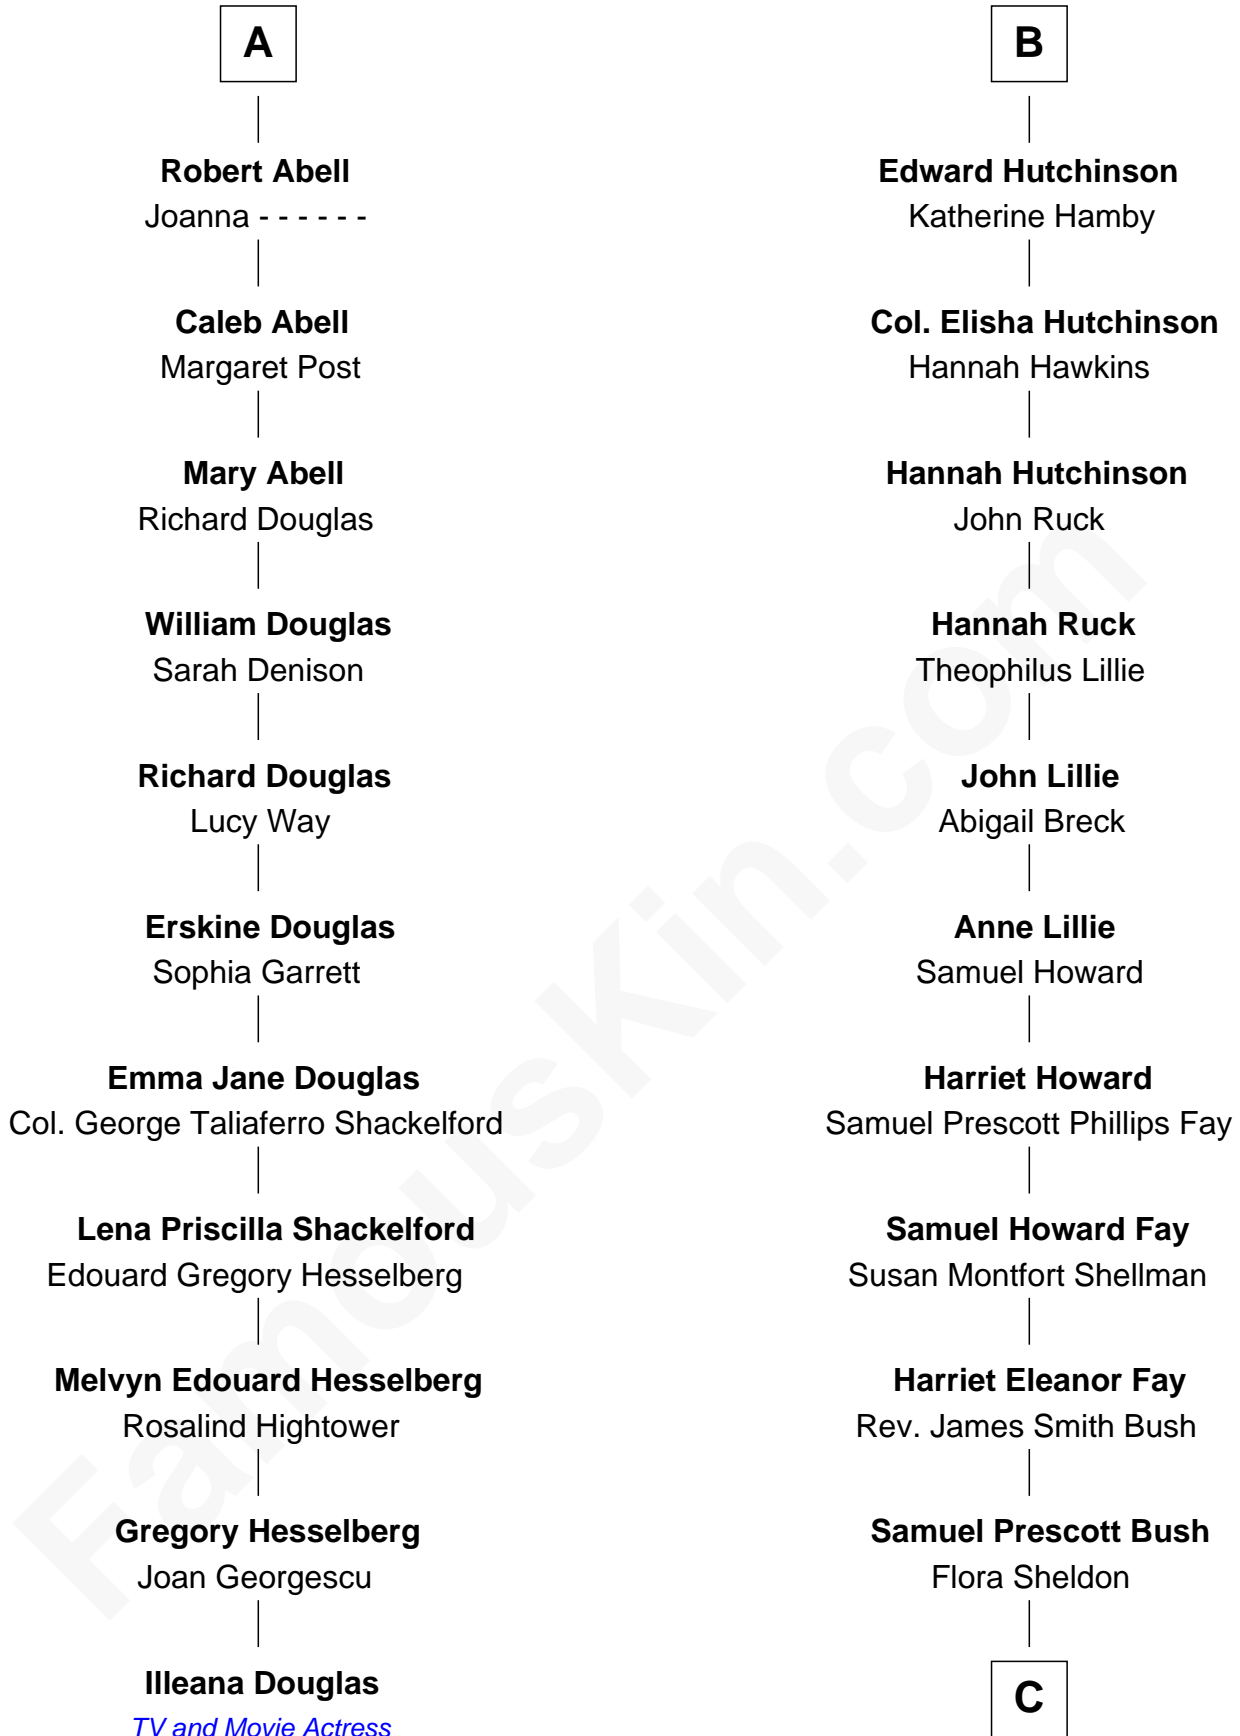 A
Robert Abell
Joanna - - - - - -
Caleb Abell
Margaret Post
Mary Abell
Richard Douglas
William Douglas
Sarah Denison
Richard Douglas
Lucy Way
Erskine Douglas
Sophia Garrett
Emma Jane Douglas
Col. George Taliaferro Shackelford
Lena Priscilla Shackelford
Edouard Gregory Hesselberg
Melvyn Edouard Hesselberg
Rosalind Hightower
Gregory Hesselberg
Joan Georgescu
Illeana Douglas
TV and Movie Actress
B
Edward Hutchinson
Katherine Hamby
Col. Elisha Hutchinson
Hannah Hawkins
Hannah Hutchinson
John Ruck
Hannah Ruck
Theophilus Lillie
John Lillie
Abigail Breck
Anne Lillie
Samuel Howard
Harriet Howard
Samuel Prescott Phillips Fay
Samuel Howard Fay
Susan Montfort Shellman
Harriet Eleanor Fay
Rev. James Smith Bush
Samuel Prescott Bush
Flora Sheldon
C
FamousKin.com